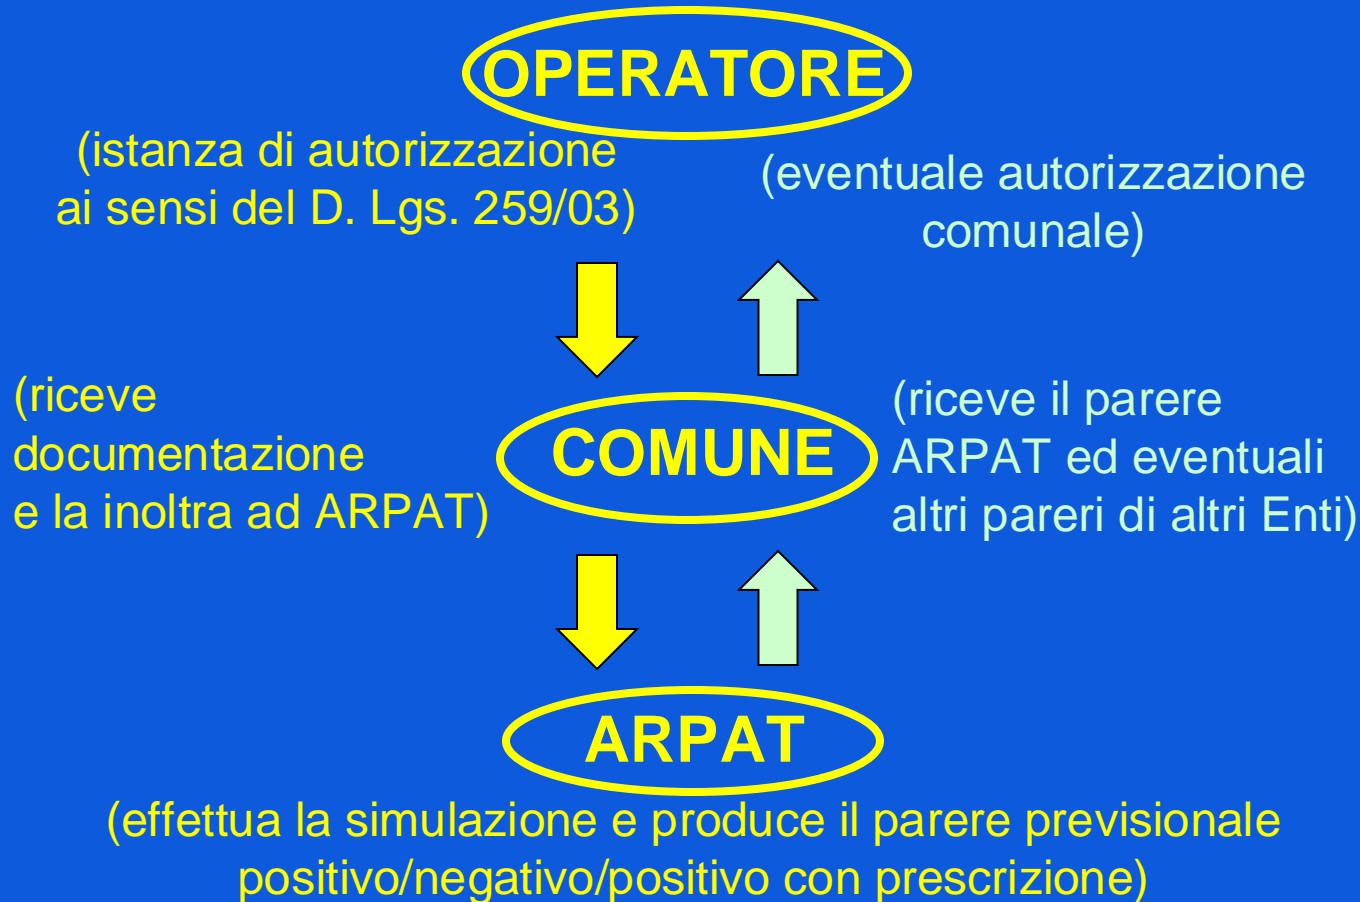 OPERATORE
(istanza di autorizzazione
ai sensi del D. Lgs. 259/03)
(eventuale autorizzazione
comunale)
(riceve
documentazione
e la inoltra ad ARPAT)
COMUNE
(riceve il parere
ARPAT ed eventuali
altri pareri di altri Enti)
ARPAT
(effettua la simulazione e produce il parere previsionale
positivo/negativo/positivo con prescrizione)